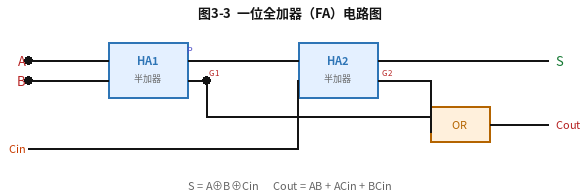 图3-3 一位全加器（FA）电路图
P
A
HA1
HA2
S
B
半加器
G1
半加器
G2
OR
Cout
Cin
S = A⊕B⊕Cin Cout = AB + ACin + BCin